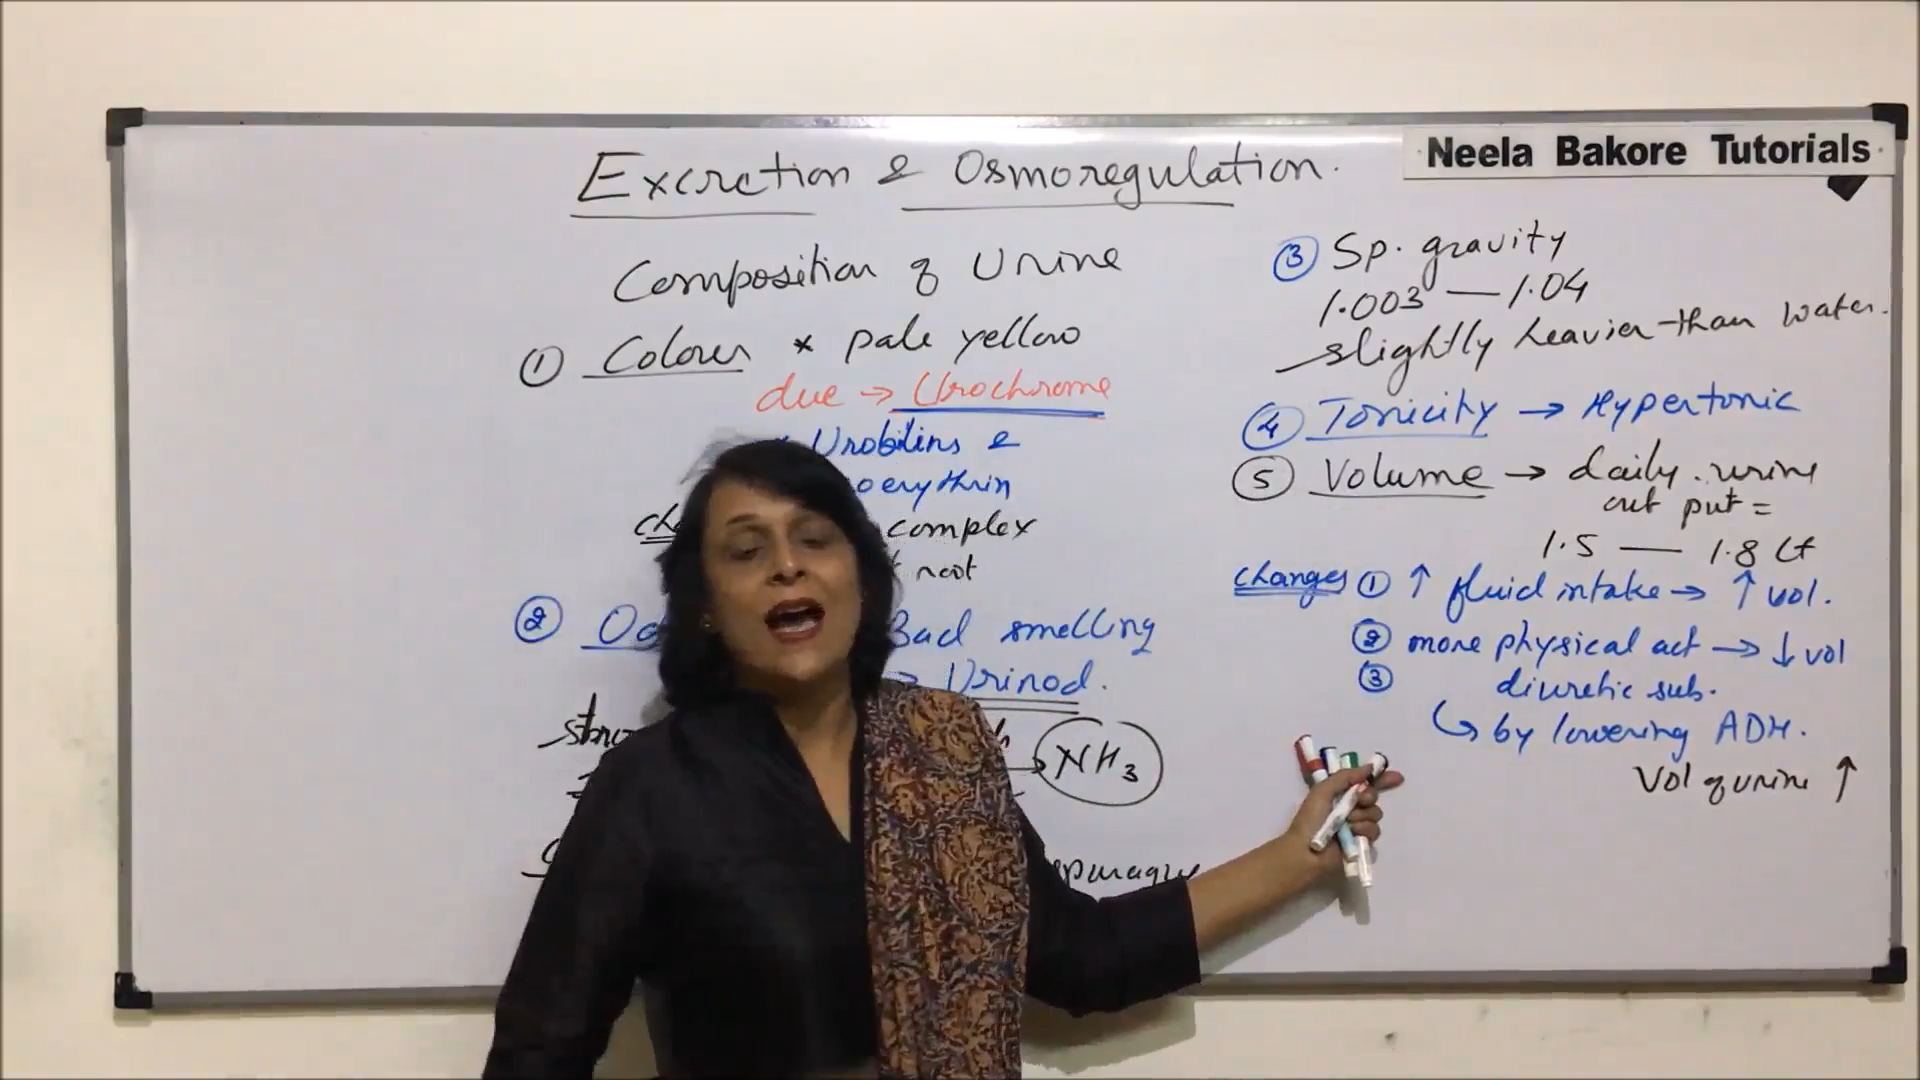 Neela Bakore Tutorials
Excretion & Osmoregulation.
Composition of Urine
① Colour * pale yellow
due → Urochrome
* Urobilins &
oerythrin
complex
② Od Bad smelling
→ Urinod.
→ NH3
③ Sp. gravity
1.003 — 1.04
slightly heavier than water.
④ Tonicity → Hypertonic
⑤ Volume → daily urine
out put =
1.5 — 1.8 Lt
changes ① ↑ fluid intake → ↑ vol.
② more physical act → ↓ vol
③ diuretic sub.
↳ by lowering ADH.
Vol of urine ↑